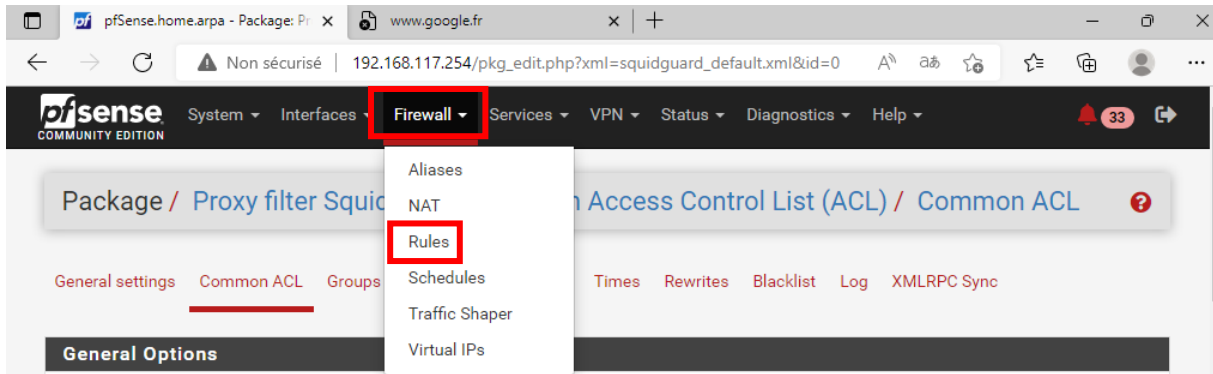 pfSense.home.arpa - Package: Pr
www.google.fr
Non sécurisé 192.168.117.254/pkg_edit.php?xml=squidguard_default.xml&id=0
pfsense COMMUNITY EDITION
System Interfaces Firewall Services VPN Status Diagnostics Help 33
Aliases
NAT
Rules
Schedules
Traffic Shaper
Virtual IPs
Package / Proxy filter Access Control List (ACL) / Common ACL
General settings Common ACL Groups Times Rewrites Blacklist Log XMLRPC Sync
General Options